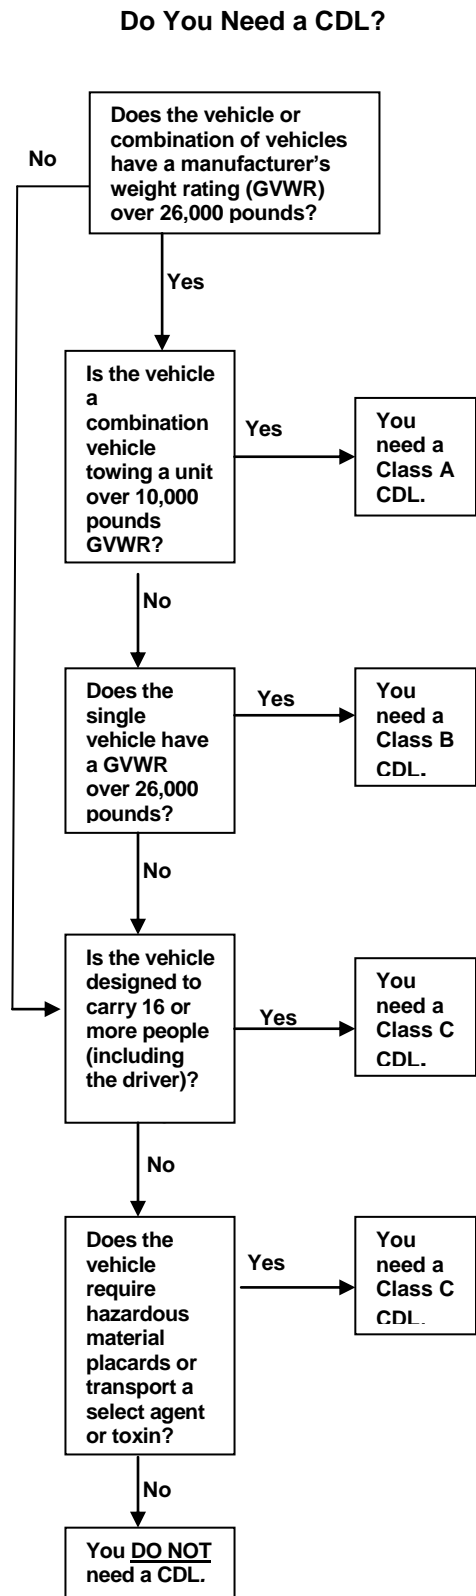 Do You Need a CDL?
Does the vehicle or
combination of vehicles
have a manufacturer's
weight rating (GVWR)
over 26,000 pounds?
No
Yes
Is the vehicle
a
combination
vehicle
towing a unit
over 10,000
pounds
GVWR?
Yes
You
need a
Class A
CDL.
No
Does the
single
vehicle have
a GVWR
over 26,000
pounds?
Yes
You
need a
Class B
CDL.
No
Is the vehicle
designed to
carry 16 or
more people
(including
the driver)?
Yes
You
need a
Class C
CDL.
No
Does the
vehicle
require
hazardous
material
placards or
transport a
select agent
or toxin?
Yes
You
need a
Class C
CDL.
No
You DO NOT
need a CDL.